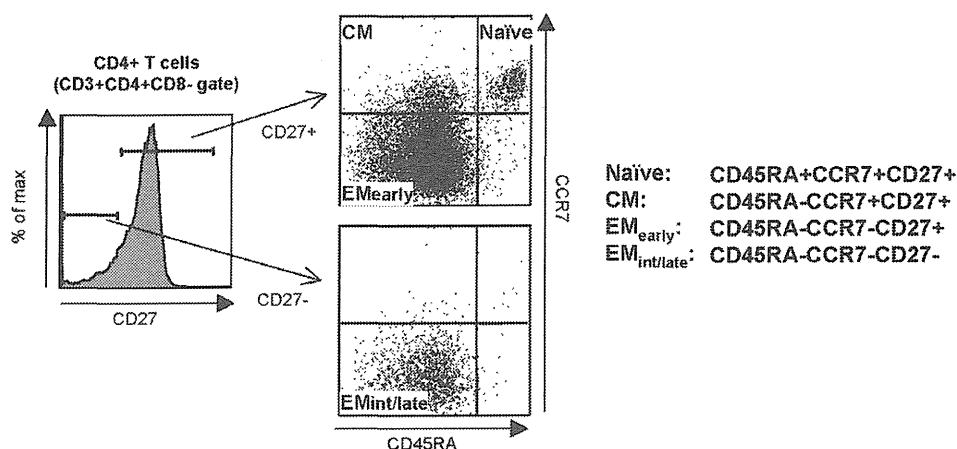 CD4+ T cells
(CD3+CD4+CD8- gate)
% of max
CD27
CD27+
CD27-
CM
Naïve
EMearly
EMint/late
CCR7
CD45RA
Naïve: CD45RA+CCR7+CD27+
CM: CD45RA-CCR7+CD27+
EMearly: CD45RA-CCR7-CD27+
EMint/late: CD45RA-CCR7-CD27-